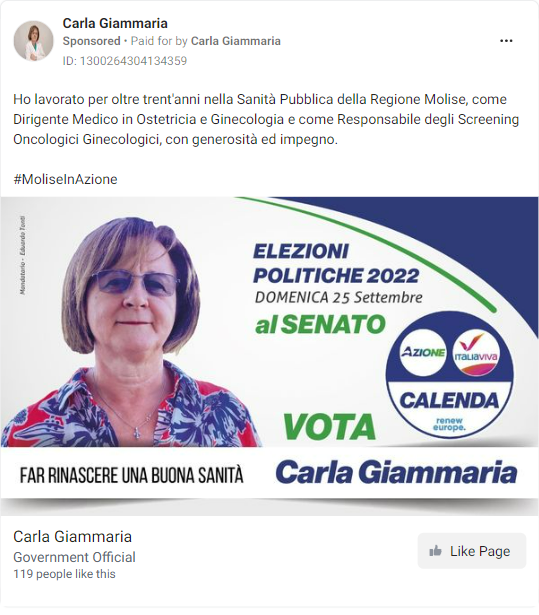 Carla Giammaria
Sponsored • Paid for by Carla Giammaria
ID: 1300264304134359
Ho lavorato per oltre trent'anni nella Sanità Pubblica della Regione Molise, come
Dirigente Medico in Ostetricia e Ginecologia e come Responsabile degli Screening
Oncologici Ginecologici, con generosità ed impegno.
#MoliseInAzione
Mandatario - Eduardo Tonti
ELEZIONI
POLITICHE 2022
DOMENICA 25 Settembre
al SENATO
AZIONE
ITALIAVIVA
CALENDA
renew
europe.
VOTA
FAR RINASCERE UNA BUONA SANITÀ
Carla Giammaria
Carla Giammaria
Government Official
119 people like this
Like Page